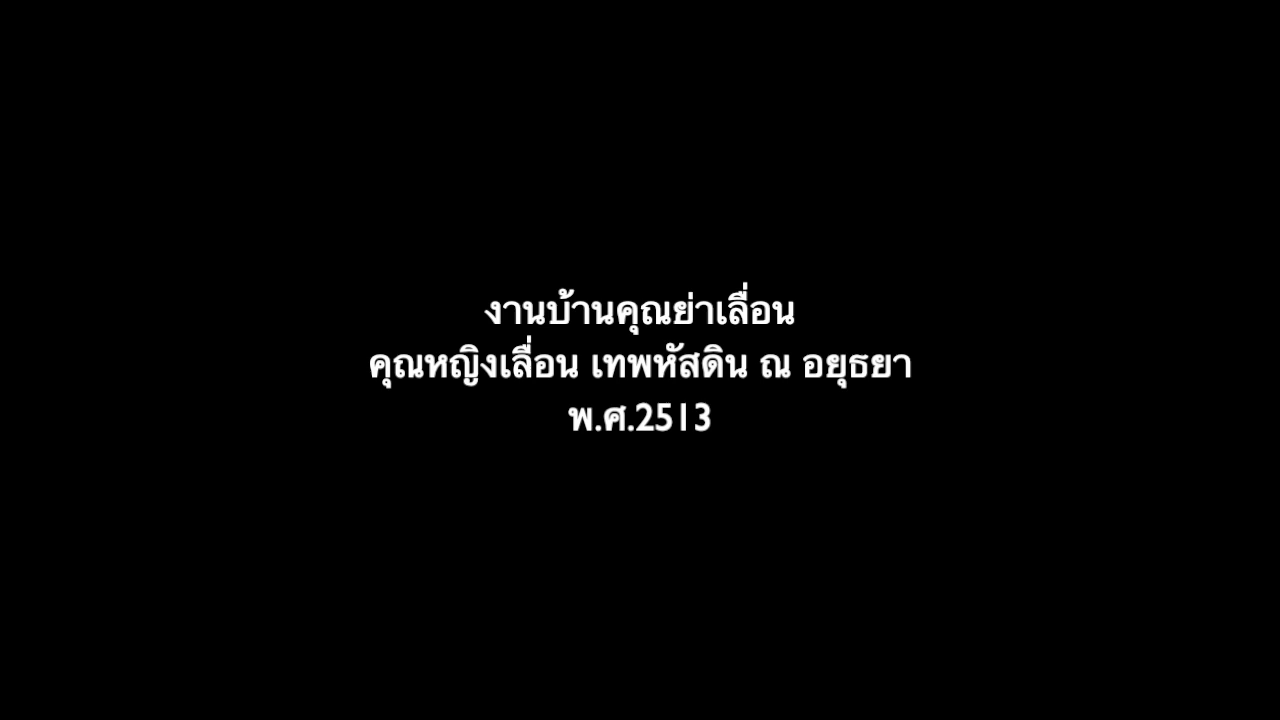 งานบ้านคุณย่าเลื่อน
คุณหญิงเลื่อน เทพหัสดิน ณ อยุธยา
พ.ศ.2513